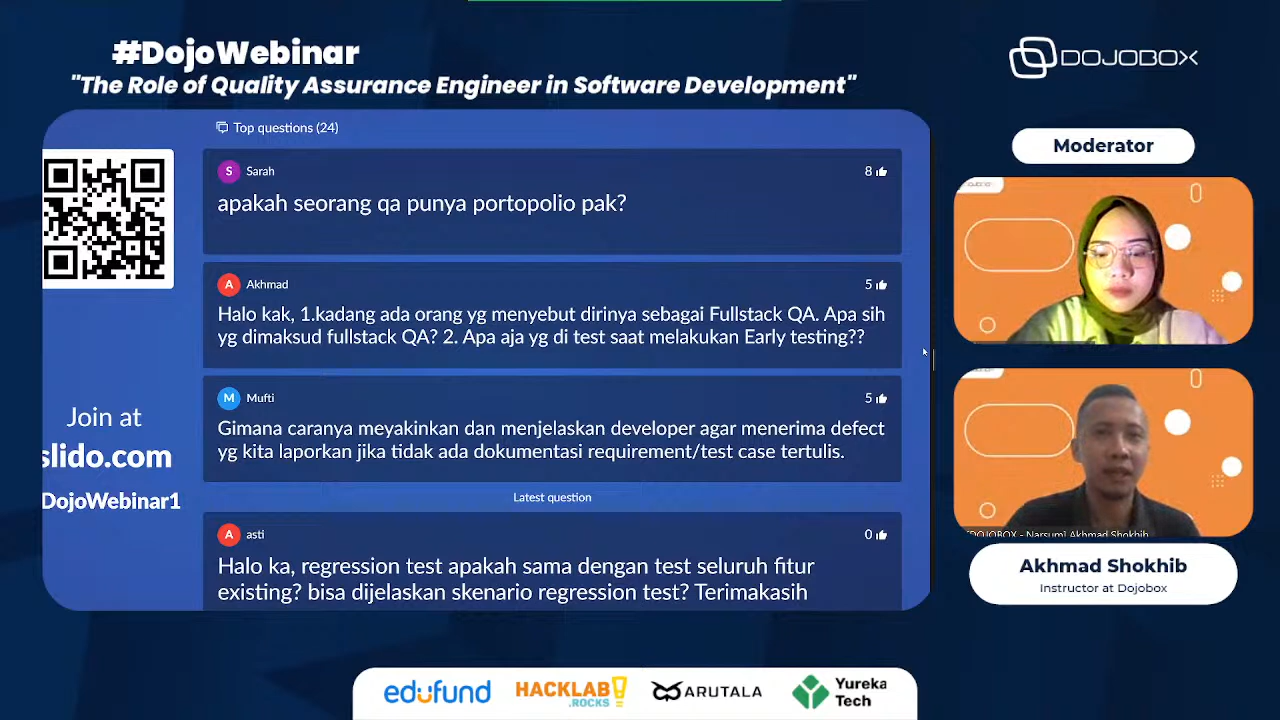 #DojoWebinar
"The Role of Quality Assurance Engineer in Software Development"
DOJOBOX
Top questions (24)
S Sarah 8
apakah seorang qa punya portopolio pak?
A Akhmad 5
Halo kak, 1.kadang ada orang yg menyebut dirinya sebagai Fullstack QA. Apa sih
yg dimaksud fullstack QA? 2. Apa aja yg di test saat melakukan Early testing??
M Mufti 5
Gimana caranya meyakinkan dan menjelaskan developer agar menerima defect
yg kita laporkan jika tidak ada dokumentasi requirement/test case tertulis.
Latest question
A asti 0
Halo ka, regression test apakah sama dengan test seluruh fitur
existing? bisa dijelaskan skenario regression test? Terimakasih
Join at
slido.com
DojoWebinar1
Moderator
[DOJOBOX - Narsum] Akhmad Shokhib
Akhmad Shokhib
Instructor at Dojobox
edufund
HACKLAB!
.ROCKS
ARUTALA
Yureka
Tech